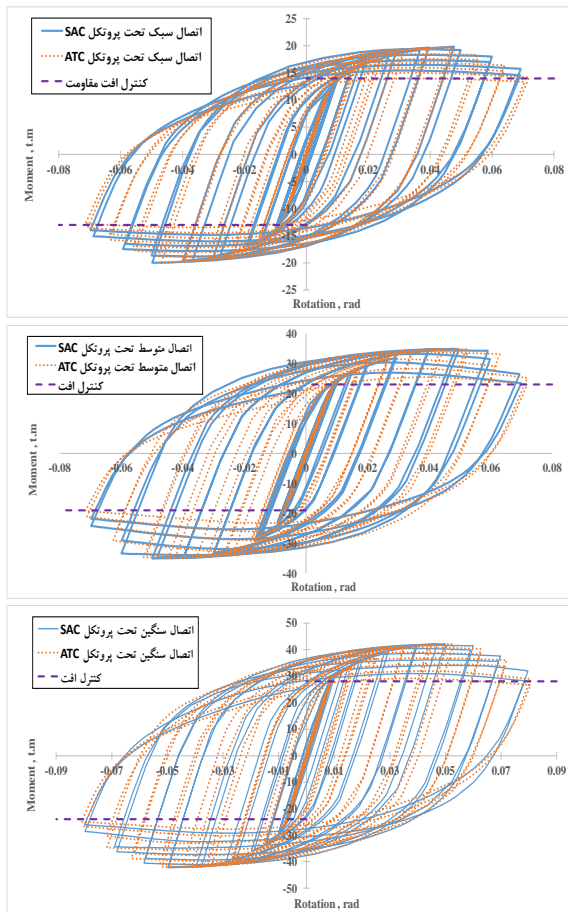 25
20
15
10
5
0
-5
-10
-15
-20
-25
-0.08 -0.06 -0.04 -0.02 0 0.02 0.04 0.06 0.08
Moment , t.m
Rotation , rad
اتصال سبک تحت پروتکل SAC
اتصال سبک تحت پروتکل ATC
کنترل افت مقاومت
40
30
20
10
0
-10
-20
-30
-40
-0.08 -0.06 -0.04 -0.02 0 0.02 0.04 0.06 0.08
Moment , t.m
Rotation , rad
اتصال متوسط تحت پروتکل SAC
اتصال متوسط تحت پروتکل ATC
کنترل افت
50
40
30
20
10
0
-10
-20
-30
-40
-50
-0.09 -0.07 -0.05 -0.03 -0.01 0.01 0.03 0.05 0.07 0.09
Moment , t.m
Rotation , rad
اتصال سنگین تحت پروتکل SAC
اتصال سنگین تحت پروتکل ATC
کنترل افت